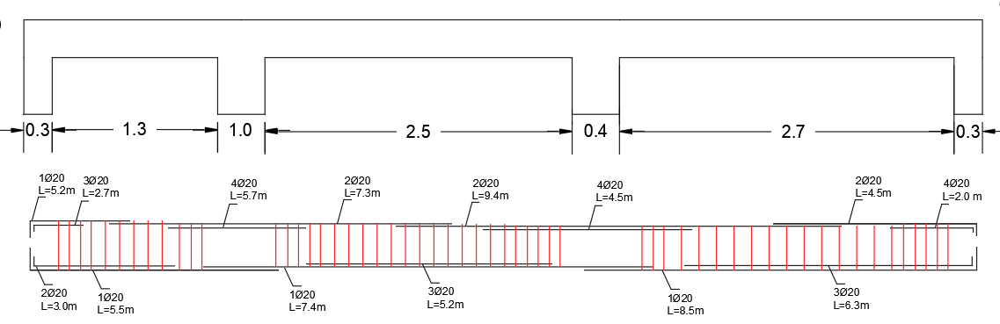 0.3
1.3
1.0
2.5
0.4
2.7
0.3
1Ø20
L=5.2m
3Ø20
L=2.7m
4Ø20
L=5.7m
2Ø20
L=7.3m
2Ø20
L=9.4m
4Ø20
L=4.5m
2Ø20
L=4.5m
4Ø20
L=2.0 m
2Ø20
L=3.0m
1Ø20
L=5.5m
1Ø20
L=7.4m
3Ø20
L=5.2m
1Ø20
L=8.5m
3Ø20
L=6.3m